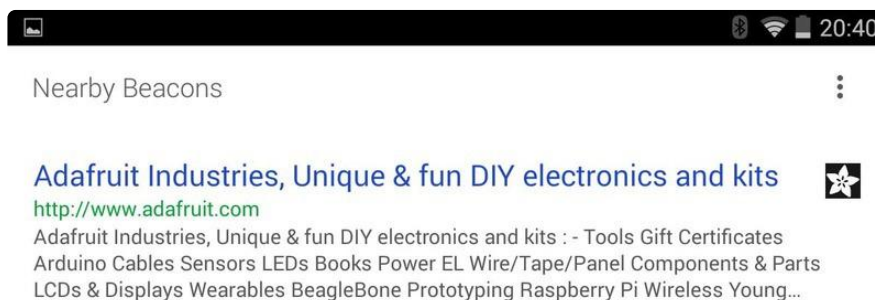 20:40
Nearby Beacons
Adafruit Industries, Unique & fun DIY electronics and kits
http://www.adafruit.com
Adafruit Industries, Unique & fun DIY electronics and kits : - Tools Gift Certificates
Arduino Cables Sensors LEDs Books Power EL Wire/Tape/Panel Components & Parts
LCDs & Displays Wearables BeagleBone Prototyping Raspberry Pi Wireless Young...